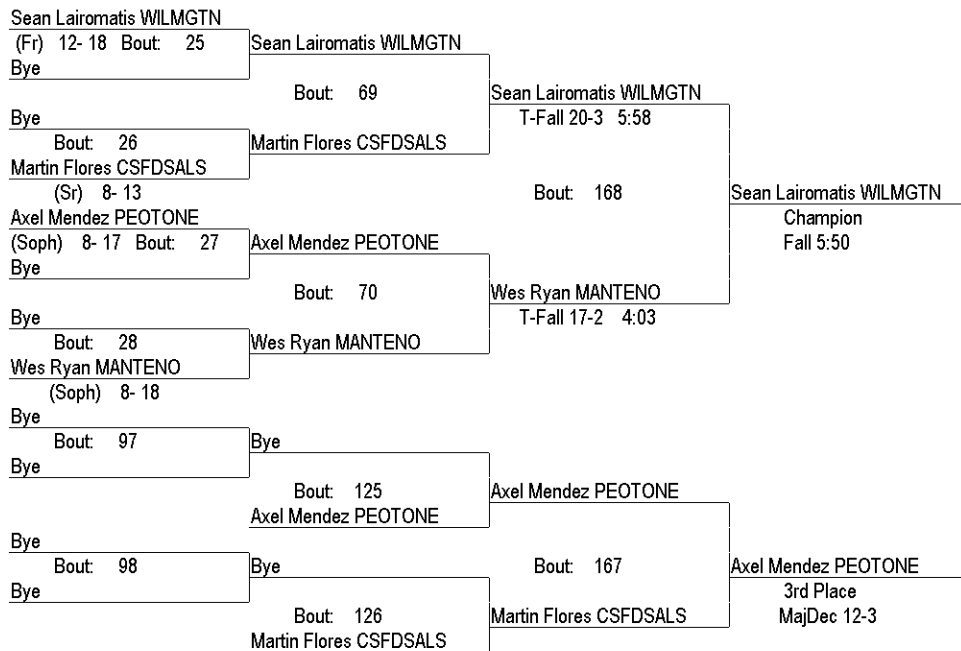 Sean Lairomatis WILMGTN
(Fr) 12- 18 Bout: 25
Bye
Bye
Bout: 26
Martin Flores CSFDSALS
(Sr) 8- 13
Axel Mendez PEOTONE
(Soph) 8- 17 Bout: 27
Bye
Bye
Bout: 28
Wes Ryan MANTENO
(Soph) 8- 18
Bye
Bout: 97
Bye
Bye
Bout: 98
Bye
Sean Lairomatis WILMGTN
Bout: 69
Martin Flores CSFDSALS
Axel Mendez PEOTONE
Bout: 70
Wes Ryan MANTENO
Bye
Bout: 125
Axel Mendez PEOTONE
Bye
Bout: 126
Martin Flores CSFDSALS
Sean Lairomatis WILMGTN
T-Fall 20-3 5:58
Bout: 168
Wes Ryan MANTENO
T-Fall 17-2 4:03
Axel Mendez PEOTONE
Bout: 167
Martin Flores CSFDSALS
Sean Lairomatis WILMGTN
Champion
Fall 5:50
Axel Mendez PEOTONE
3rd Place
MajDec 12-3